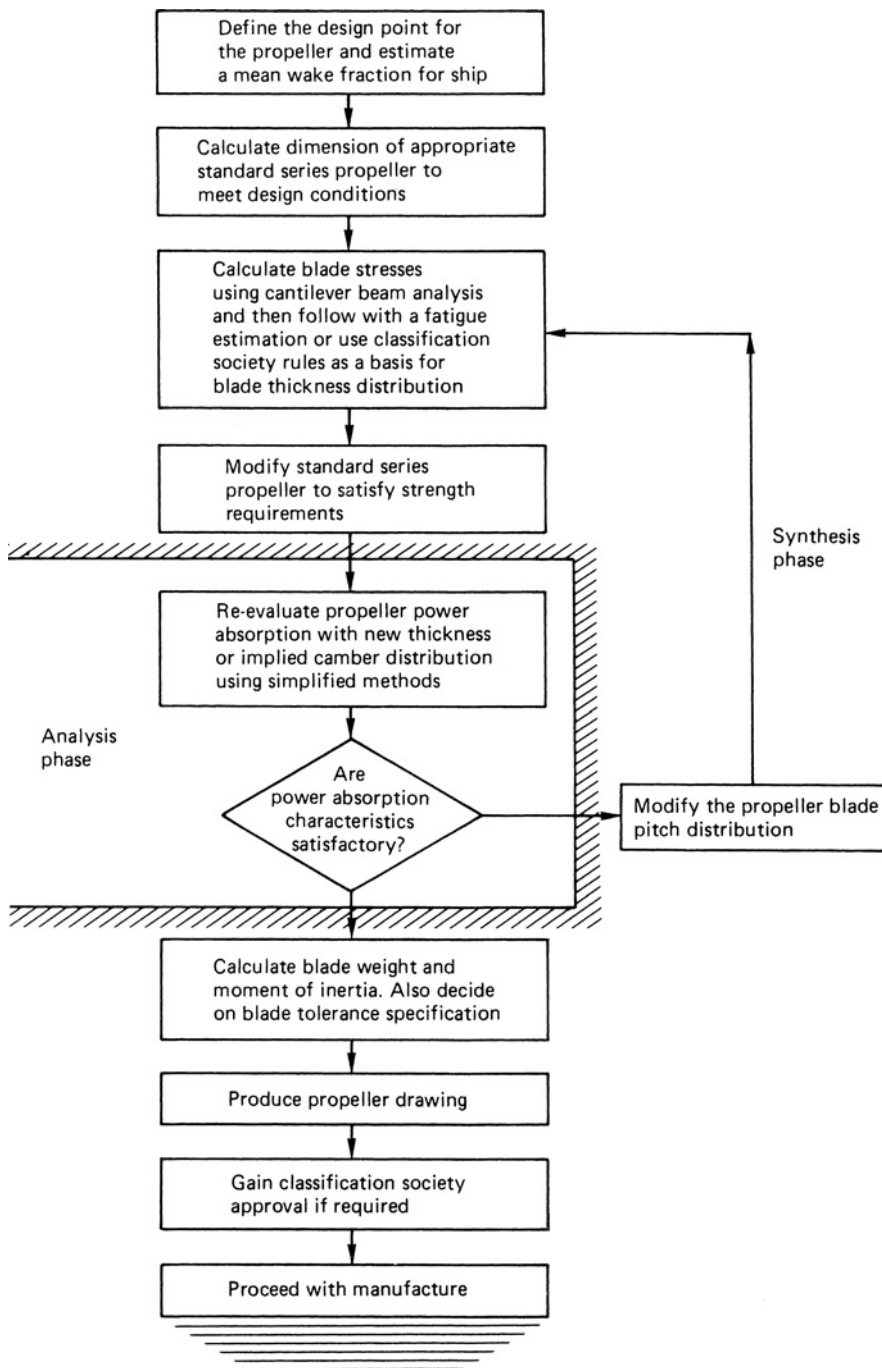 Define the design point for
the propeller and estimate
a mean wake fraction for ship
Calculate dimension of appropriate
standard series propeller to
meet design conditions
Calculate blade stresses
using cantilever beam analysis
and then follow with a fatigue
estimation or use classification
society rules as a basis for
blade thickness distribution
Modify standard series
propeller to satisfy strength
requirements
Synthesis
phase
Re-evaluate propeller power
absorption with new thickness
or implied camber distribution
using simplified methods
Analysis
phase
Are
power absorption
characteristics
satisfactory?
Modify the propeller blade
pitch distribution
Calculate blade weight and
moment of inertia. Also decide
on blade tolerance specification
Produce propeller drawing
Gain classification society
approval if required
Proceed with manufacture